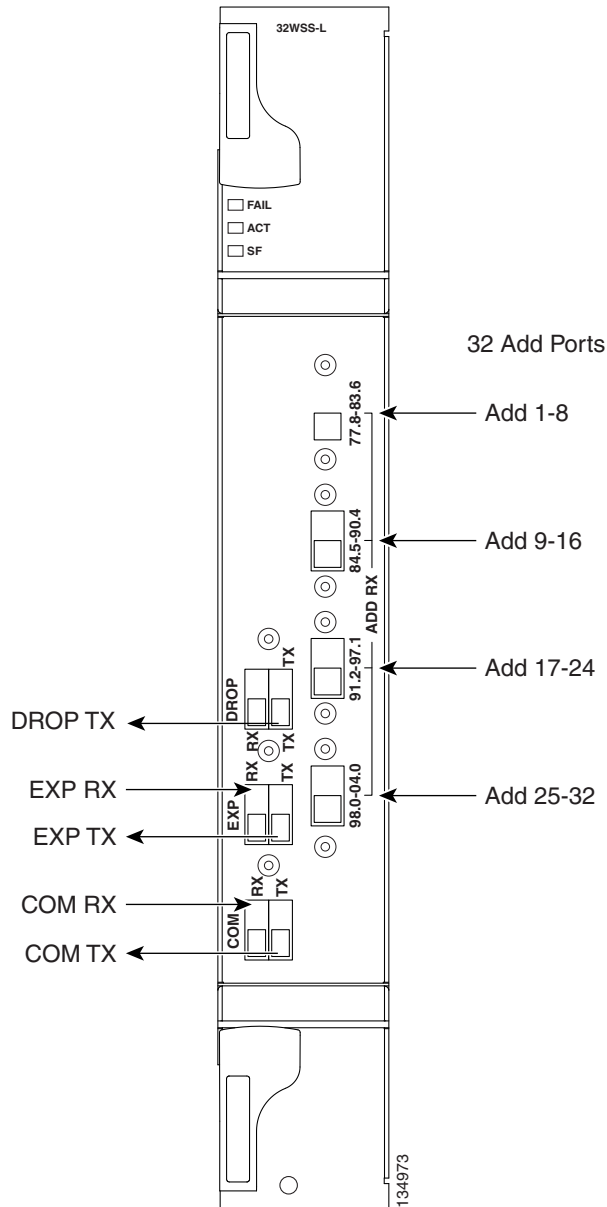 32WSS-L
FAIL
ACT
SF
32 Add Ports
77.8-83.6
Add 1-8
84.5-90.4
Add 9-16
ADD RX
91.2-97.1
Add 17-24
98.0-04.0
Add 25-32
TX
DROP
DROP TX
RX
TX
RX
TX
EXP RX
EXP
EXP TX
RX
TX
COM RX
COM
COM TX
134973